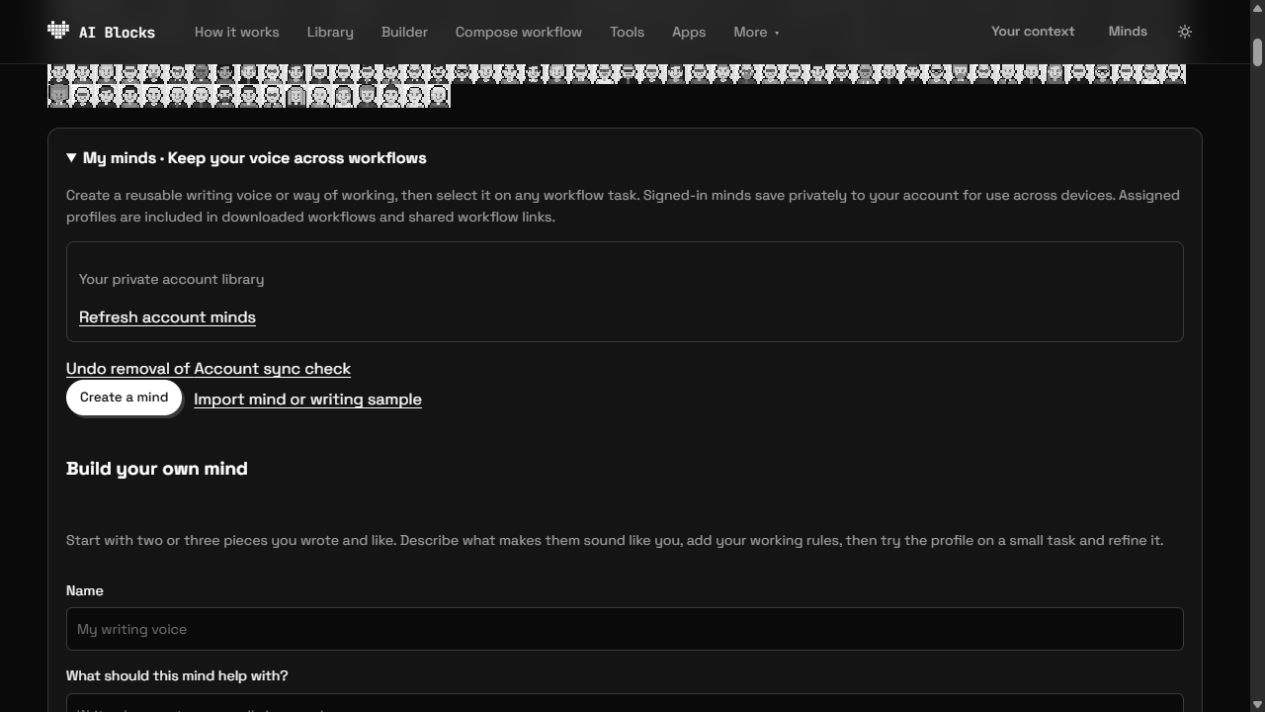 AI Blocks
How it works
Library
Builder
Compose workflow
Tools
Apps
More
Your context
Minds
▼ My minds · Keep your voice across workflows
Create a reusable writing voice or way of working, then select it on any workflow task. Signed-in minds save privately to your account for use across devices. Assigned
profiles are included in downloaded workflows and shared workflow links.
Your private account library
Refresh account minds
Undo removal of Account sync check
Create a mind
Import mind or writing sample
Build your own mind
Start with two or three pieces you wrote and like. Describe what makes them sound like you, add your working rules, then try the profile on a small task and refine it.
Name
My writing voice
What should this mind help with?